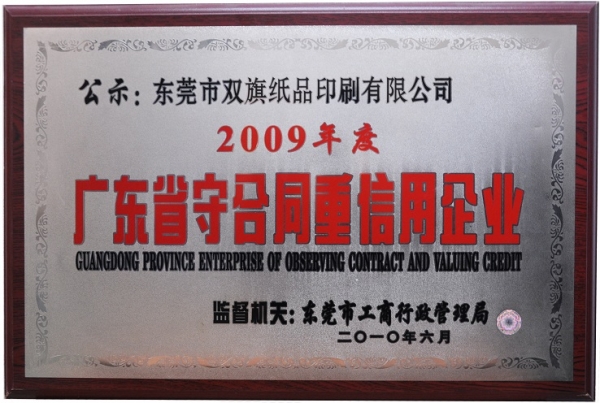 公示：东莞市双旗纸品印刷有限公司
2009年度
广东省守合同重信用企业
GUANGDONG PROVINCE ENTERPRISE OF OBSERVING CONTRACT AND VALUING CREDIT
监督机关：东莞市工商行政管理局
二〇一〇年六月